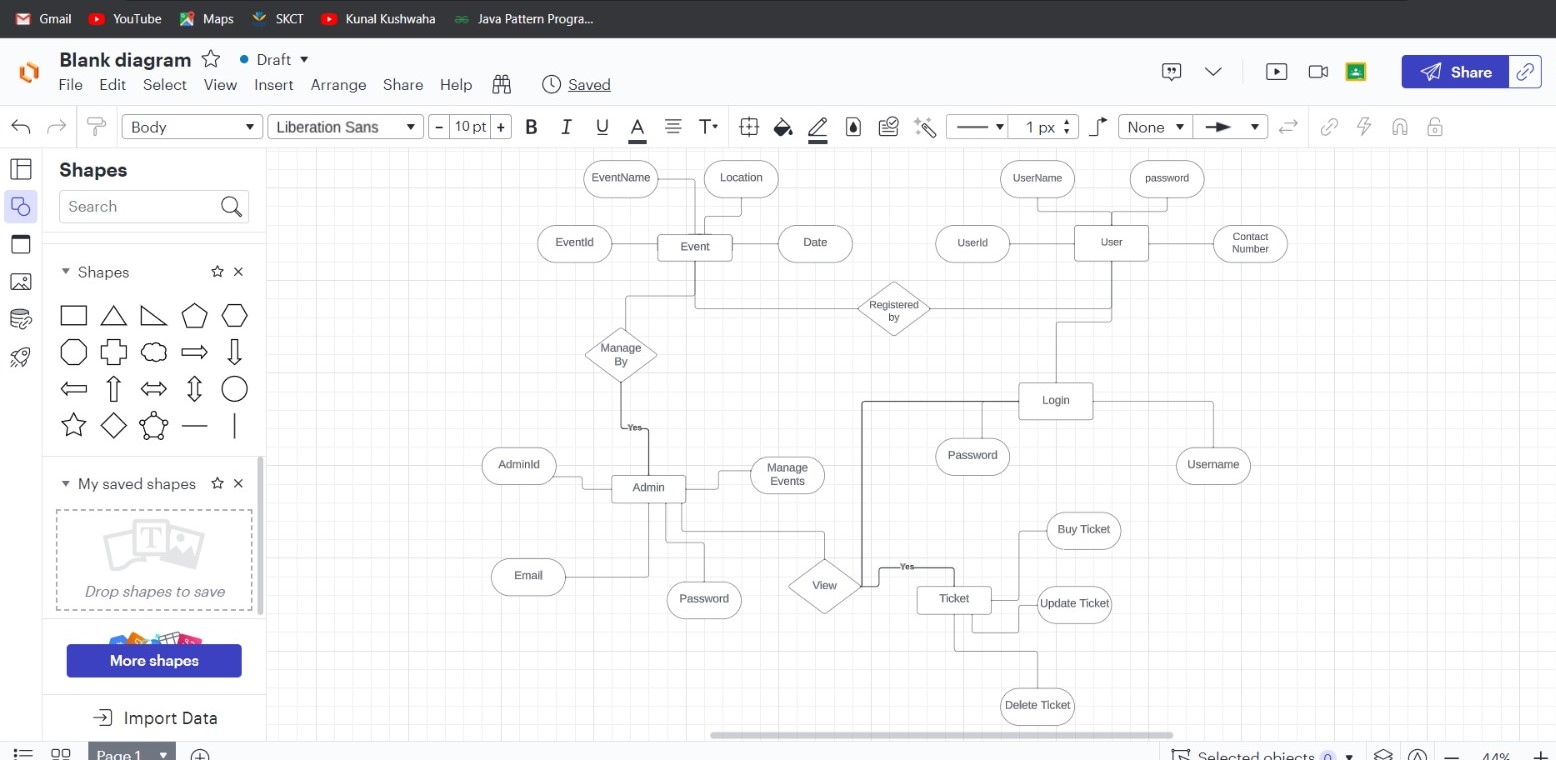 Gmail YouTube Maps SKCT Kunal Kushwaha Java Pattern Progra...
Blank diagram Draft
File Edit Select View Insert Arrange Share Help Saved
Share
Body Liberation Sans - 10 pt + B I U A T 1 px None
Shapes
Search
Shapes
My saved shapes
Drop shapes to save
More shapes
Import Data
EventName
Location
UserName
password
EventId
Event
Date
UserId
User
Contact
Number
Registered
by
Manage
By
Login
Yes
Password
Username
AdminId
Admin
Manage
Events
Buy Ticket
Email
Password
View
Yes
Ticket
Update Ticket
Delete Ticket
Page 1
Selected objects 0
44%